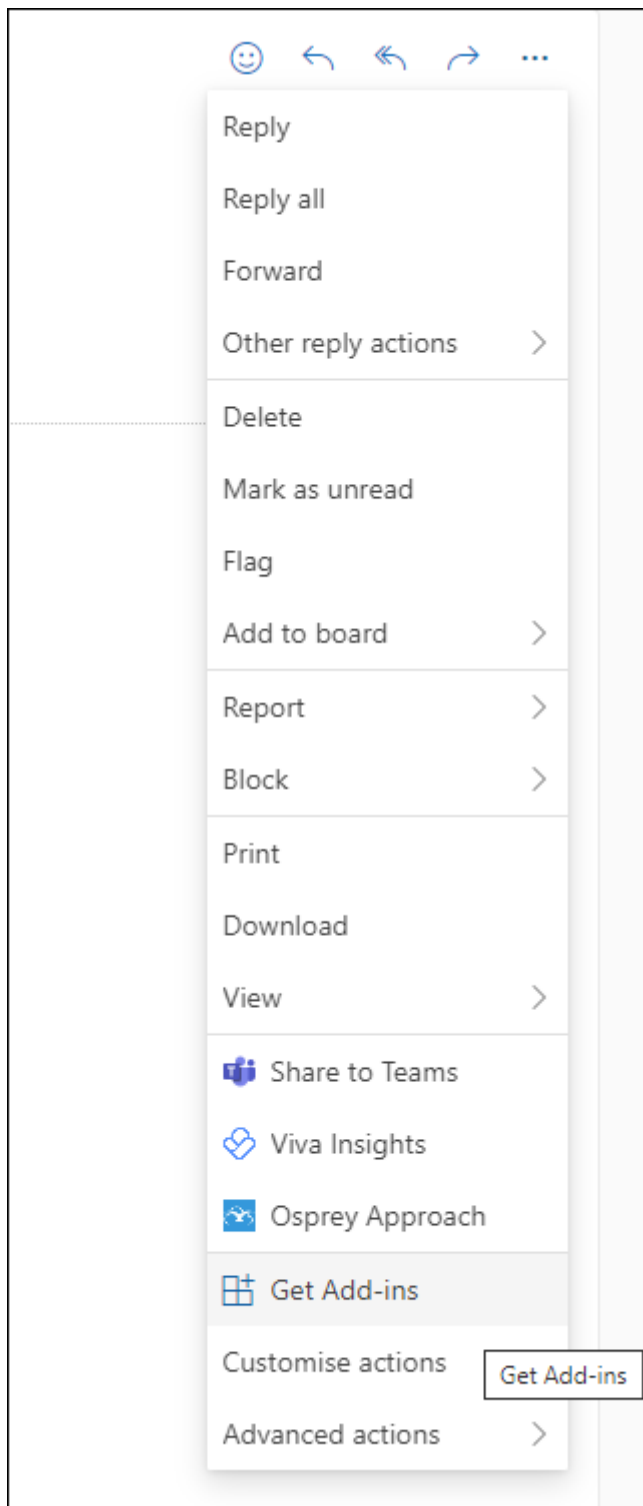 Reply
Reply all
Forward
Other reply actions
Delete
Mark as unread
Flag
Add to board
Report
Block
Print
Download
View
Share to Teams
Viva Insights
Osprey Approach
Get Add-ins
Customise actions
Get Add-ins
Advanced actions